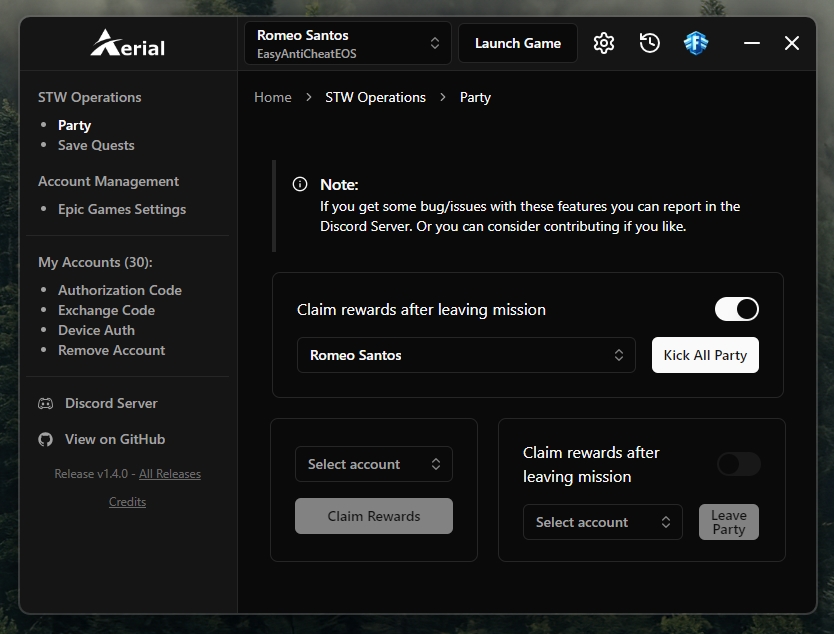 Aerial
Romeo Santos
EasyAntiCheatEOS
Launch Game
STW Operations
Party
Save Quests
Account Management
Epic Games Settings
My Accounts (30):
Authorization Code
Exchange Code
Device Auth
Remove Account
Discord Server
View on GitHub
Release v1.4.0 - All Releases
Credits
Home > STW Operations > Party
Note:
If you get some bug/issues with these features you can report in the
Discord Server. Or you can consider contributing if you like.
Claim rewards after leaving mission
Romeo Santos
Kick All Party
Select account
Claim Rewards
Claim rewards after
leaving mission
Select account
Leave
Party